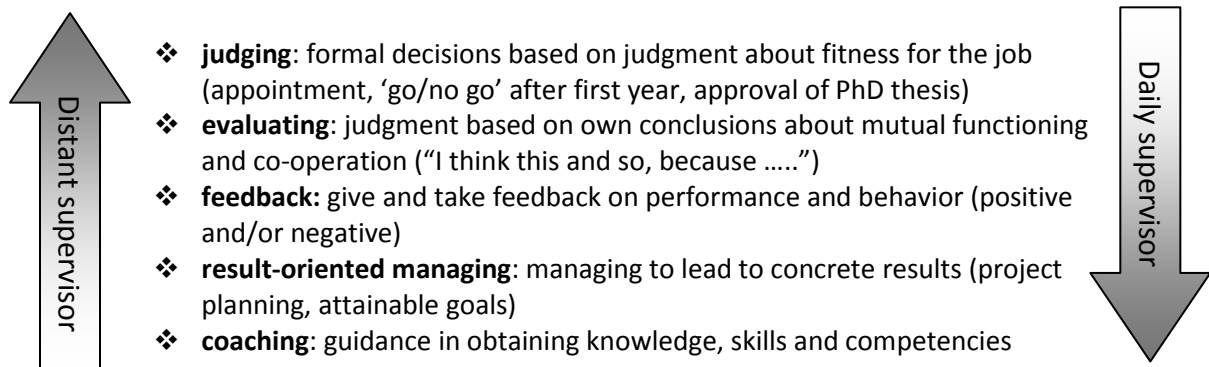 Distant supervisor
❖ judging: formal decisions based on judgment about fitness for the job
(appointment, ‘go/no go’ after first year, approval of PhD thesis)
❖ evaluating: judgment based on own conclusions about mutual functioning
and co-operation (“I think this and so, because …..”)
❖ feedback: give and take feedback on performance and behavior (positive
and/or negative)
❖ result-oriented managing: managing to lead to concrete results (project
planning, attainable goals)
❖ coaching: guidance in obtaining knowledge, skills and competencies
Daily supervisor